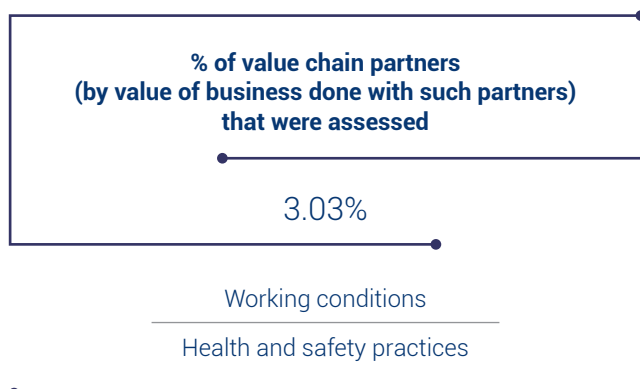 % of value chain partners
(by value of business done with such partners)
that were assessed
3.03%
Working conditions
Health and safety practices